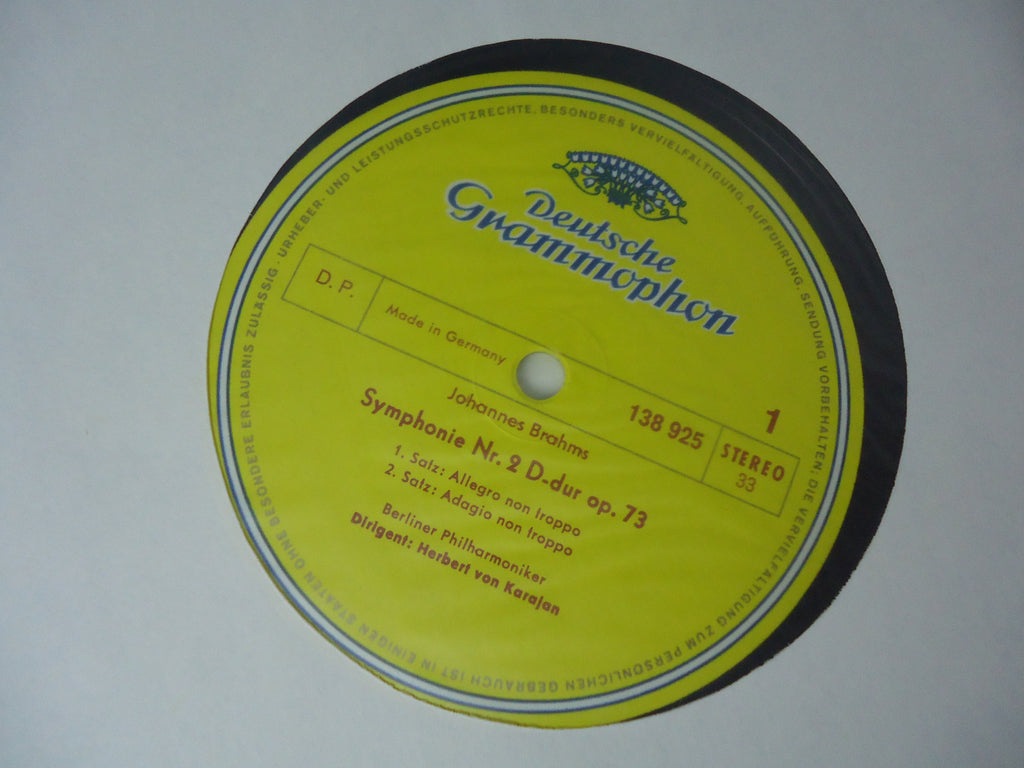 Deutsche
Grammophon
D. P.
Made in Germany
138 925
1
STEREO
33
Johannes Brahms
Symphonie Nr. 2 D-dur op. 73
1. Satz: Allegro non troppo
2. Satz: Adagio non troppo
Berliner Philharmoniker
Dirigent: Herbert von Karajan
URHEBER- UND LEISTUNGSSCHUTZRECHTE, BESONDERS VERVIELFÄLTIGUNG, AUFFÜHRUNG, SENDUNG VORBEHALTEN; DIE VERVIELFÄLTIGUNG ZUM PERSÖNLICHEN GEBRAUCH IST IN EINIGEN STAATEN OHNE BESONDERE ERLAUBNIS ZULÄSSIG ·